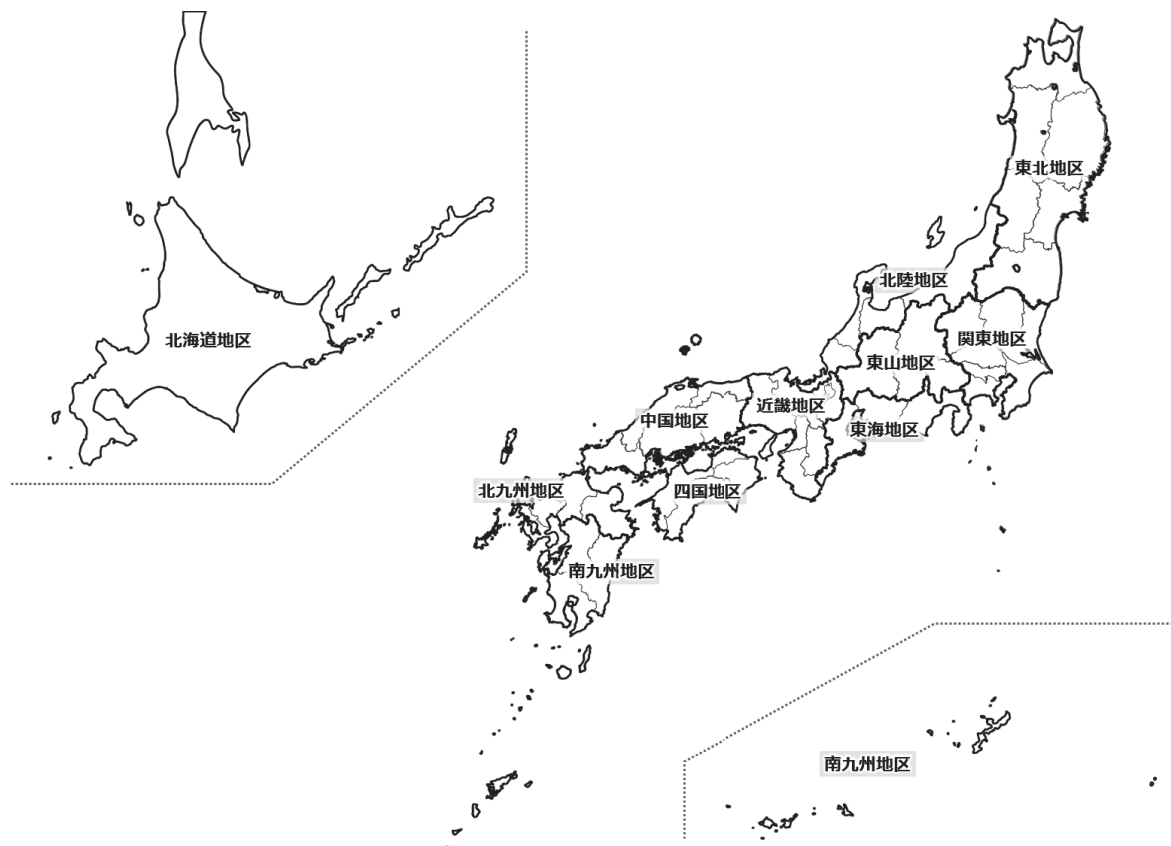 東北地区
北陸地区
北海道地区
関東地区
東山地区
近畿地区
中国地区
東海地区
北九州地区
四国地区
南九州地区
南九州地区